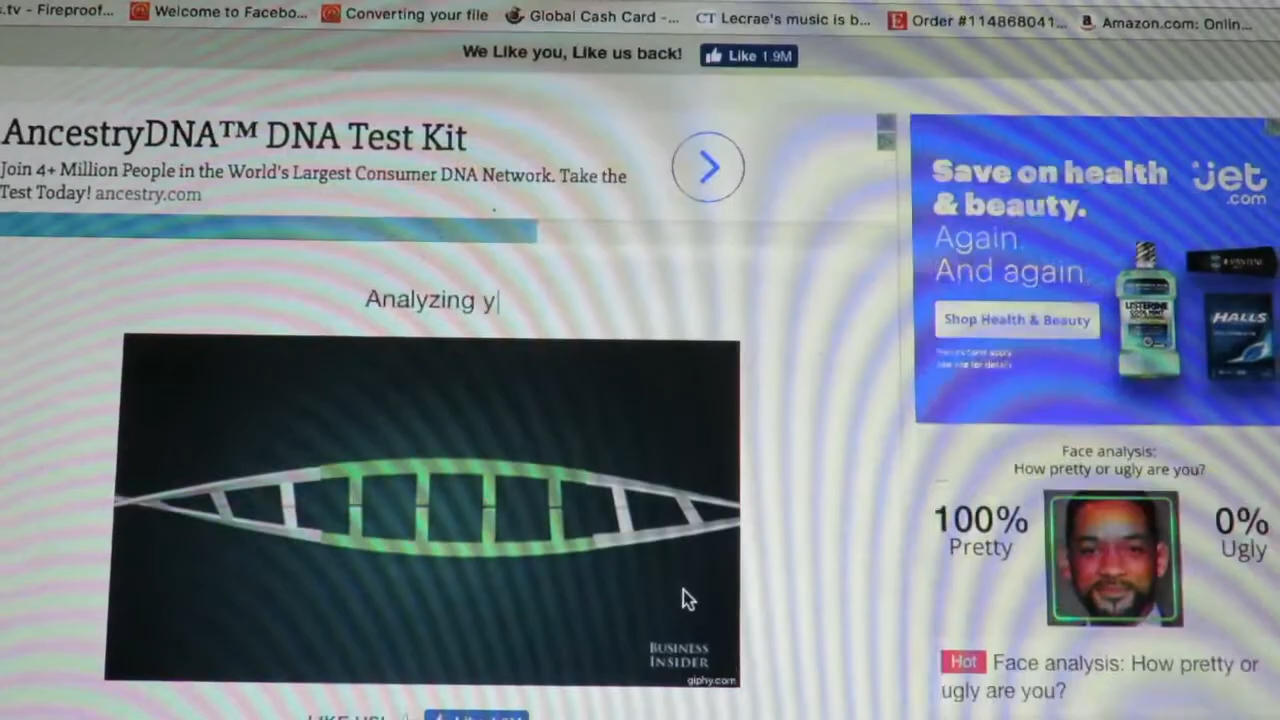 s.tv - Fireproof...
Welcome to Facebo...
Converting your file
Global Cash Card -...
CT Lecrae's music is b...
E Order #114868041...
a Amazon.com: Onlin...
We Like you, Like us back!
Like 1.9M
AncestryDNA™ DNA Test Kit
Join 4+ Million People in the World's Largest Consumer DNA Network. Take the
Test Today! ancestry.com
Analyzing y
BUSINESS
INSIDER
giphy.com
Save on health
& beauty.
Again.
And again.
jet
.com
Shop Health & Beauty
LISTERINE
COOL MINT
HALLS
Face analysis:
How pretty or ugly are you?
100%
Pretty
0%
Ugly
Hot Face analysis: How pretty or
ugly are you?
LIKE US!